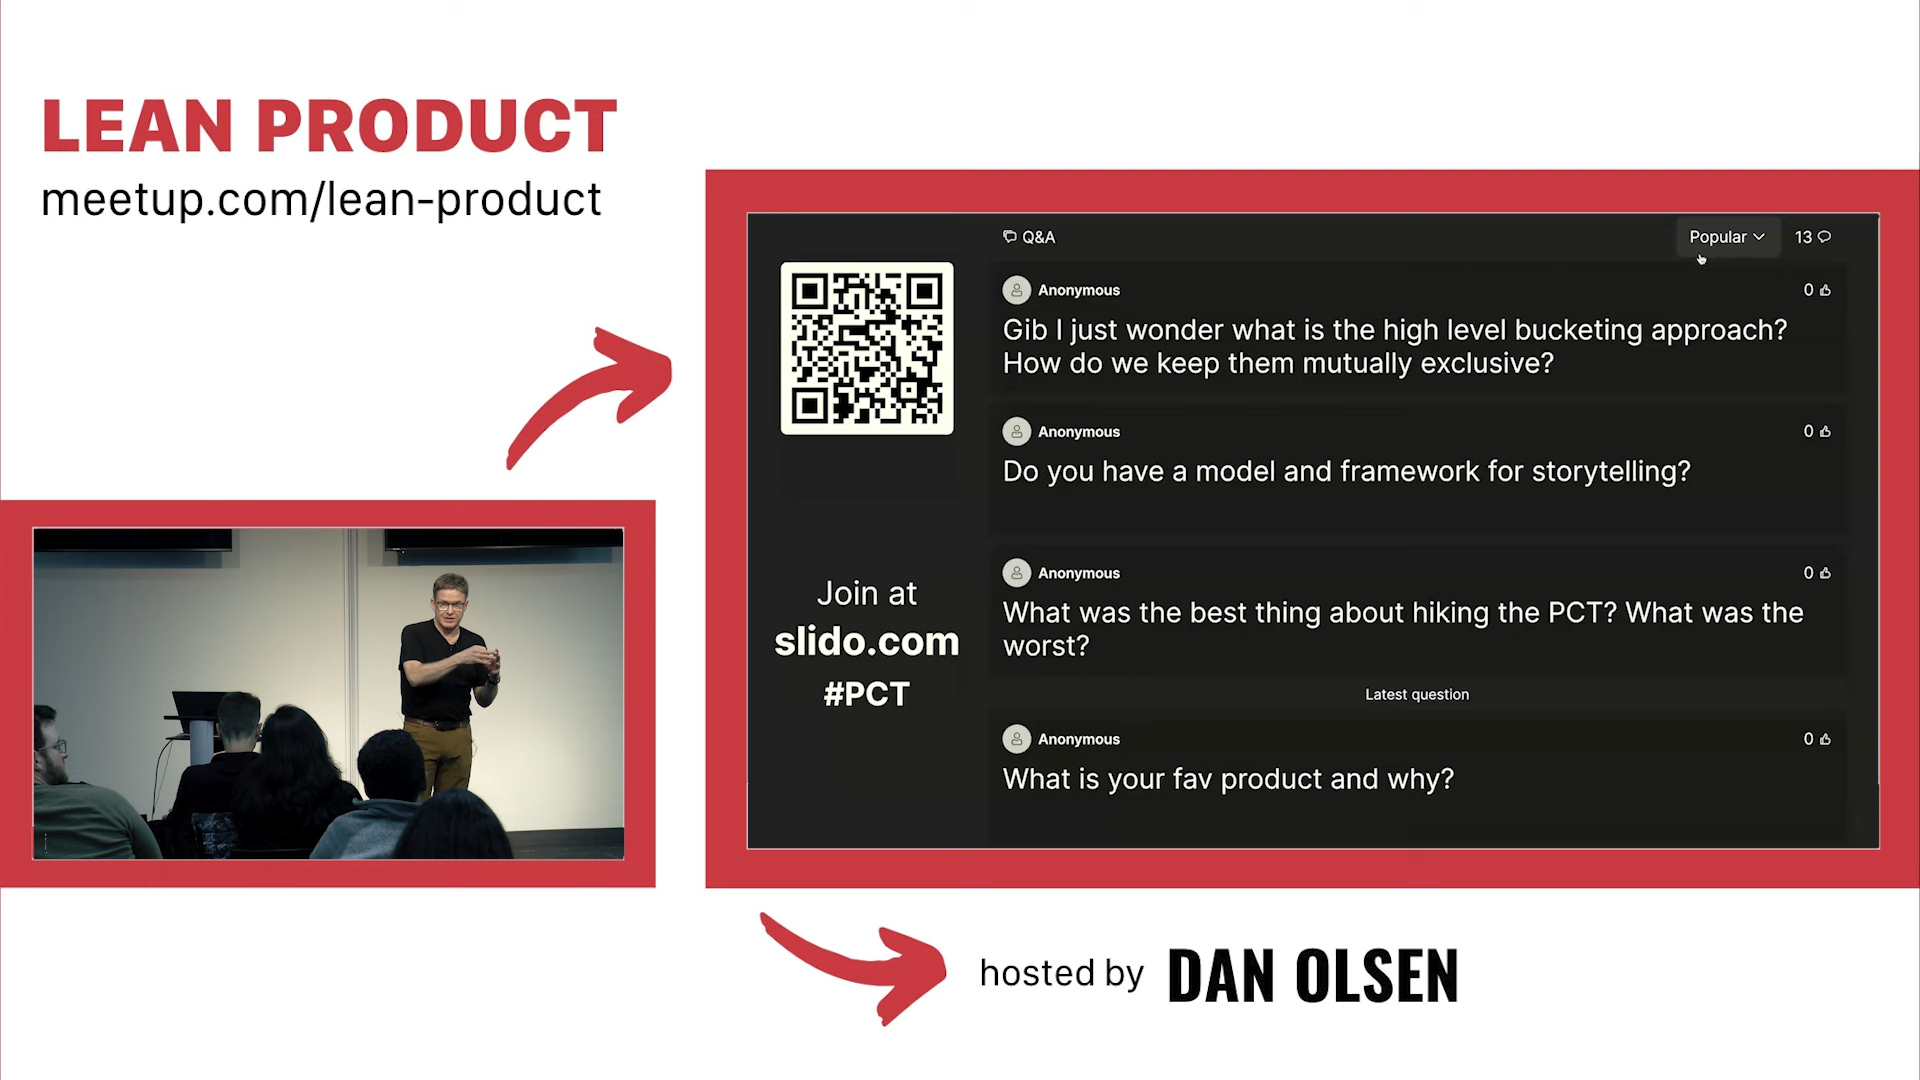 LEAN PRODUCT
meetup.com/lean-product
Q&A
Popular
13
Anonymous
0
Gib I just wonder what is the high level bucketing approach?
How do we keep them mutually exclusive?
Anonymous
0
Do you have a model and framework for storytelling?
Anonymous
0
What was the best thing about hiking the PCT? What was the
worst?
Latest question
Anonymous
0
What is your fav product and why?
Join at
slido.com
#PCT
hosted by DAN OLSEN